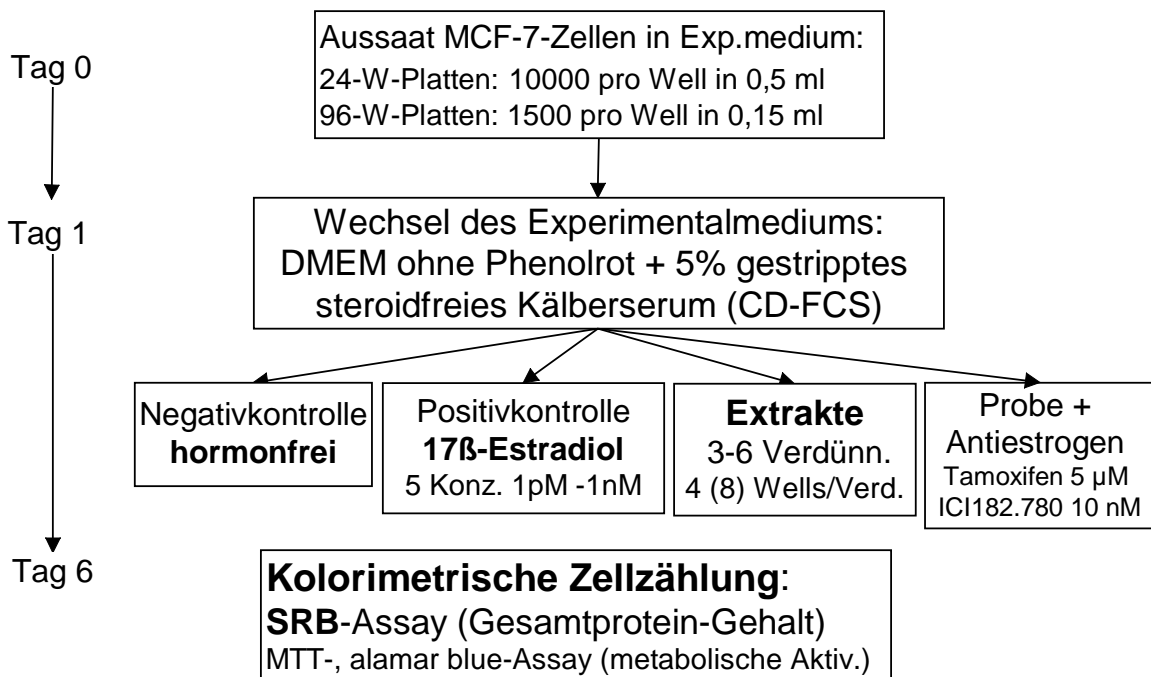 Tag 0
Aussaat MCF-7-Zellen in Exp.medium:
24-W-Platten: 10000 pro Well in 0,5 ml
96-W-Platten: 1500 pro Well in 0,15 ml
Tag 1
Wechsel des Experimentalmediums:
DMEM ohne Phenolrot + 5% gestripptes
steroidfreies Kälberserum (CD-FCS)
Negativkontrolle
hormonfrei
Positivkontrolle
17ß-Estradiol
5 Konz. 1pM -1nM
Extrakte
3-6 Verdünn.
4 (8) Wells/Verd.
Probe +
Antiestrogen
Tamoxifen 5 µM
ICI182.780 10 nM
Tag 6
Kolorimetrische Zellzählung:
SRB-Assay (Gesamtprotein-Gehalt)
MTT-, alamar blue-Assay (metabolische Aktiv.)